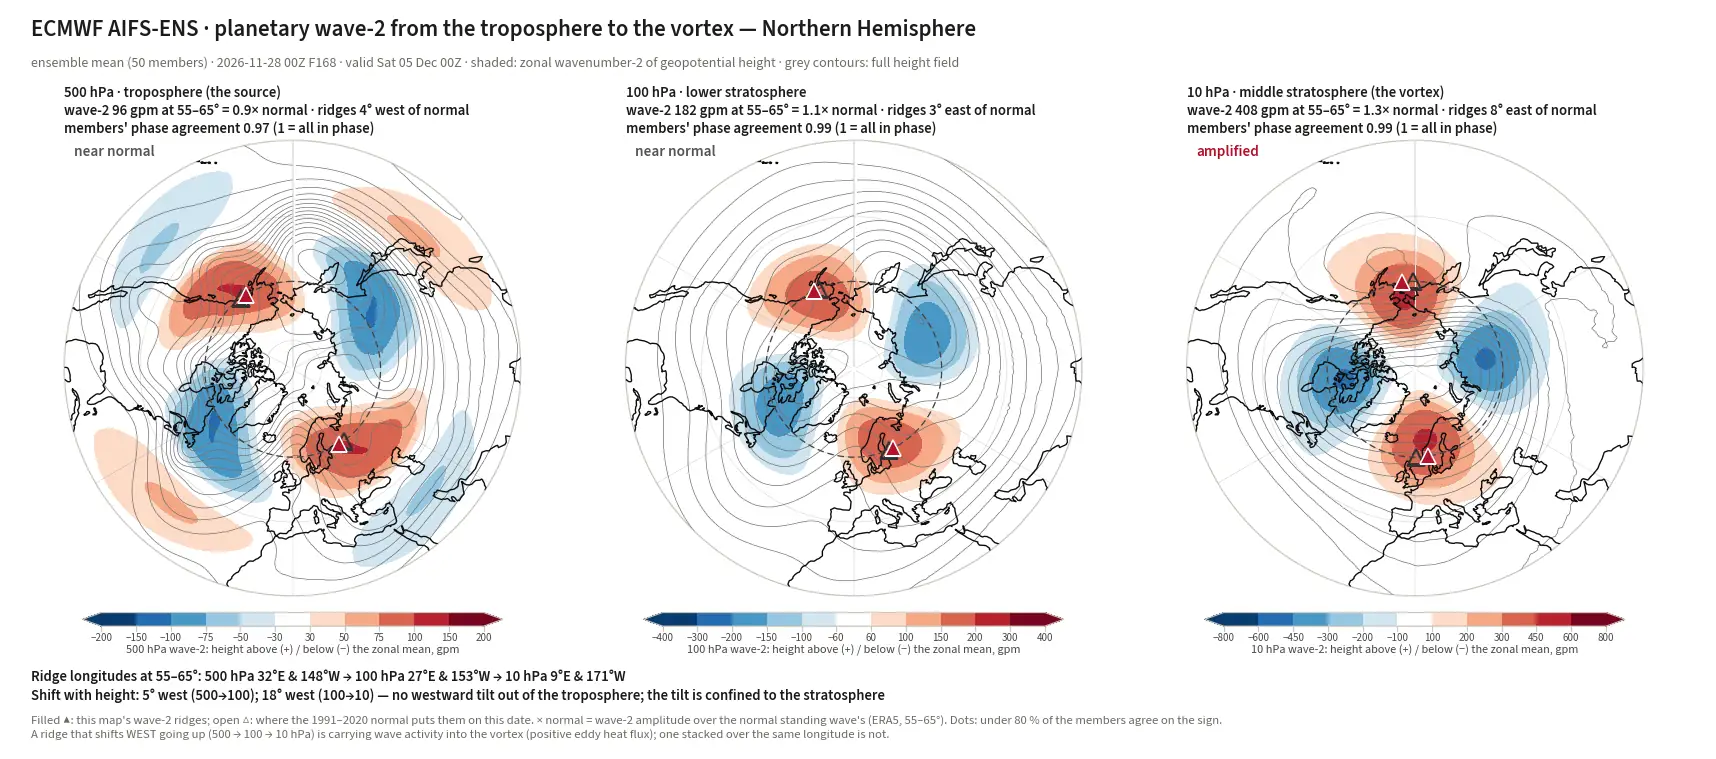 ECMWF AIFS-ENS · planetary wave-2 from the troposphere to the vortex — Northern Hemisphere
ensemble mean (50 members) · 2026-11-28 00Z F168 · valid Sat 05 Dec 00Z · shaded: zonal wavenumber-2 of geopotential height · grey contours: full height field
500 hPa · troposphere (the source)
wave-2 96 gpm at 55–65° = 0.9× normal · ridges 4° west of normal
members' phase agreement 0.97 (1 = all in phase)
near normal
100 hPa · lower stratosphere
wave-2 182 gpm at 55–65° = 1.1× normal · ridges 3° east of normal
members' phase agreement 0.99 (1 = all in phase)
near normal
10 hPa · middle stratosphere (the vortex)
wave-2 408 gpm at 55–65° = 1.3× normal · ridges 8° east of normal
members' phase agreement 0.99 (1 = all in phase)
amplified
−200 −150 −100 −75 −50 −30 30 50 75 100 150 200
500 hPa wave-2: height above (+) / below (−) the zonal mean, gpm
−400 −300 −200 −150 −100 −60 60 100 150 200 300 400
100 hPa wave-2: height above (+) / below (−) the zonal mean, gpm
−800 −600 −450 −300 −200 −100 100 200 300 450 600 800
10 hPa wave-2: height above (+) / below (−) the zonal mean, gpm
Ridge longitudes at 55–65°: 500 hPa 32°E & 148°W → 100 hPa 27°E & 153°W → 10 hPa 9°E & 171°W
Shift with height: 5° west (500→100); 18° west (100→10) — no westward tilt out of the troposphere; the tilt is confined to the stratosphere
Filled ▲: this map's wave-2 ridges; open △: where the 1991–2020 normal puts them on this date. × normal = wave-2 amplitude over the normal standing wave's (ERA5, 55–65°). Dots: under 80 % of the members agree on the sign.
A ridge that shifts WEST going up (500 → 100 → 10 hPa) is carrying wave activity into the vortex (positive eddy heat flux); one stacked over the same longitude is not.